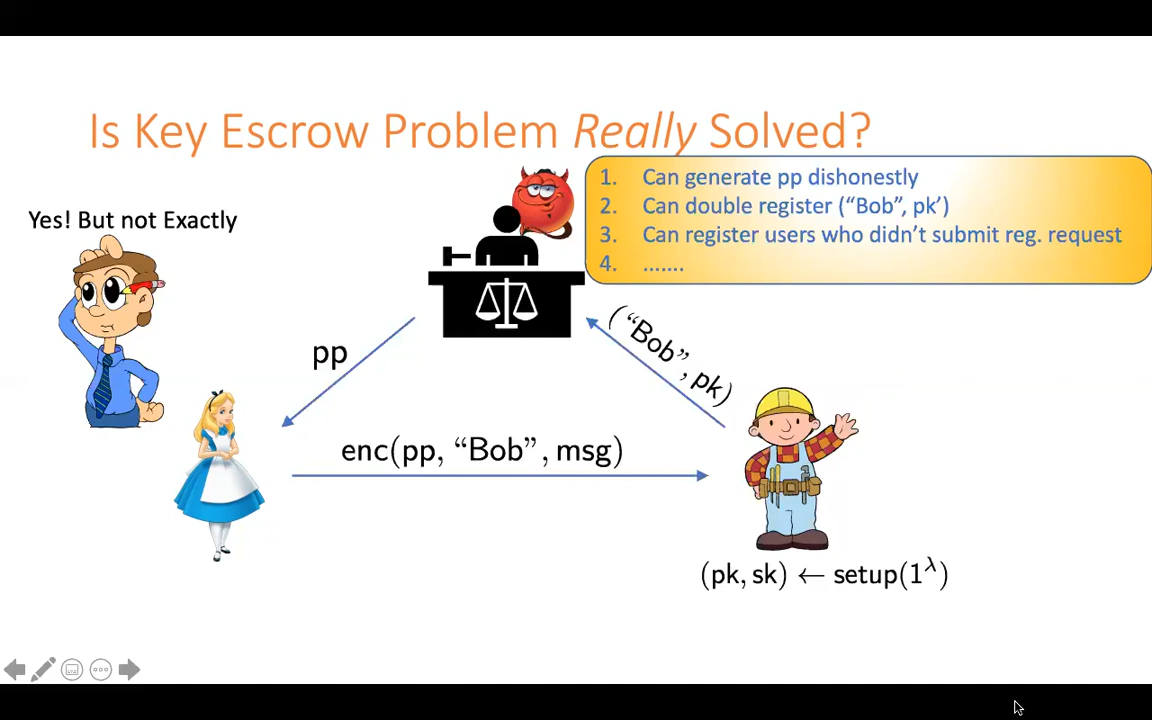 Is Key Escrow Problem Really Solved?
Yes! But not Exactly
1. Can generate pp dishonestly
2. Can double register (“Bob”, pk’)
3. Can register users who didn’t submit reg. request
4. …….
(“Bob”, pk)
pp
enc(pp, “Bob”, msg)
(pk, sk) ← setup(1^λ)